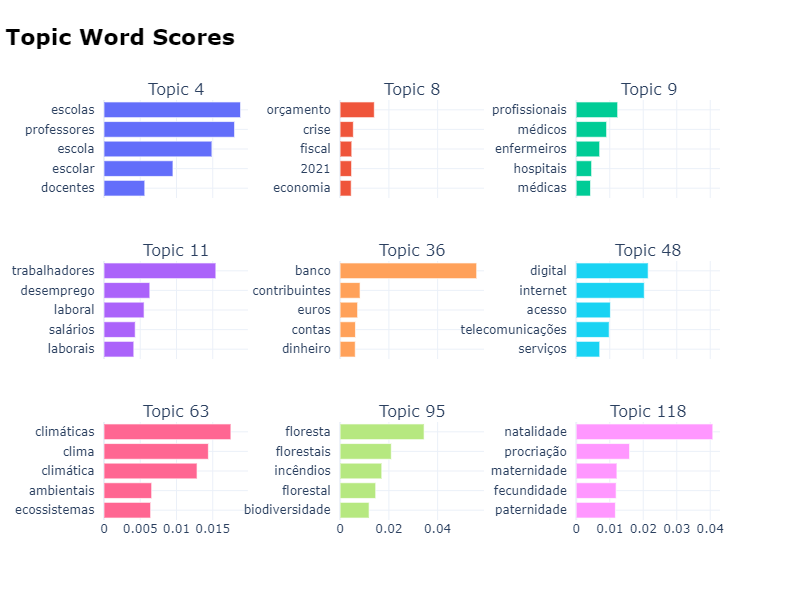 Topic Word Scores
Topic 4
escolas
professores
escola
escolar
docentes
Topic 8
orçamento
crise
fiscal
2021
economia
Topic 9
profissionais
médicos
enfermeiros
hospitais
médicas
Topic 11
trabalhadores
desemprego
laboral
salários
laborais
Topic 36
banco
contribuintes
euros
contas
dinheiro
Topic 48
digital
internet
acesso
telecomunicações
serviços
Topic 63
climáticas
clima
climática
ambientais
ecossistemas
0 0.005 0.01 0.015
Topic 95
floresta
florestais
incêndios
florestal
biodiversidade
0 0.02 0.04
Topic 118
natalidade
procriação
maternidade
fecundidade
paternidade
0 0.01 0.02 0.03 0.04